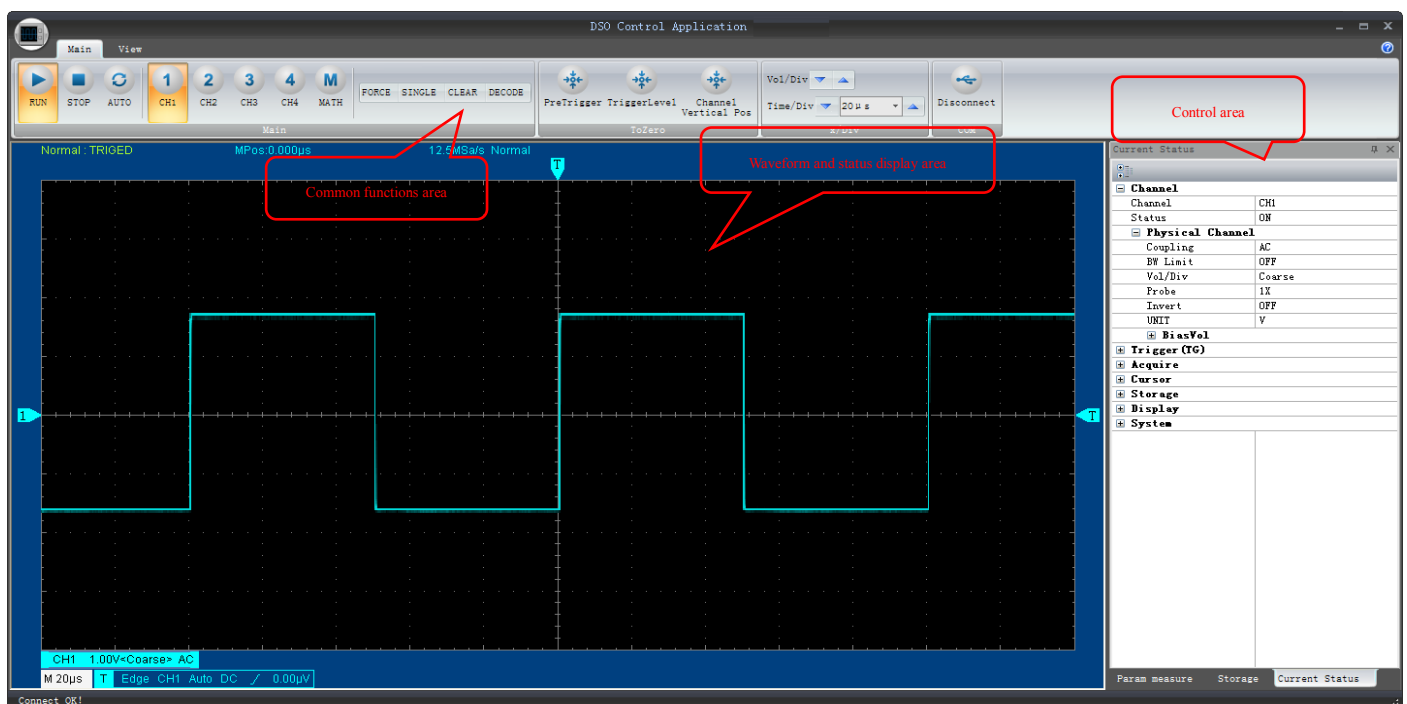 DSO Control Application
Main View
RUN STOP AUTO 1 CH1 2 CH2 3 CH3 4 CH4 M MATH
FORCE SINGLE CLEAR DECODE
PreTrigger TriggerLevel Channel Vertical Pos
Vol/Div
Time/Div 20μs
Disconnect
Main ToZero X/Div COM
Control area
Normal : TRIGED MPos:0.000μs 12.5MSa/s Normal
T
Common functions area
Waveform and status display area
1
T
CH1 1.00V<Coarse> AC
M 20μs T Edge CH1 Auto DC 0.00μV
Connect OK!
Current Status
Channel
Channel CH1
Status ON
Physical Channel
Coupling AC
BW Limit OFF
Vol/Div Coarse
Probe 1X
Invert OFF
UNIT V
BiasVol
Trigger(TG)
Acquire
Cursor
Storage
Display
System
Param measure Storage Current Status